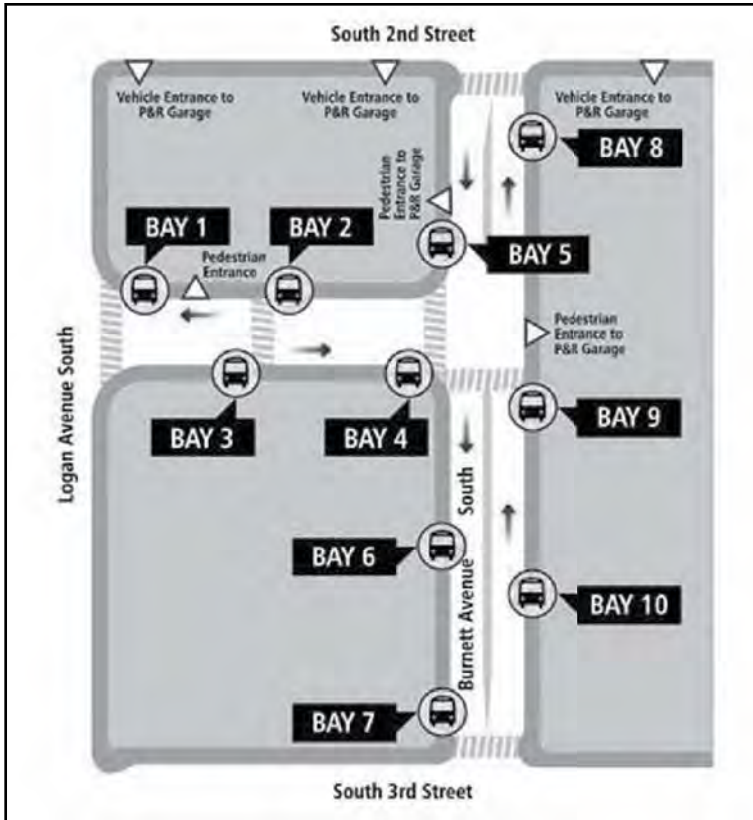 South 2nd Street
Vehicle Entrance to
P&R Garage
Vehicle Entrance to
P&R Garage
Vehicle Entrance to
P&R Garage
BAY 8
Pedestrian
Entrance to
P&R Garage
BAY 1
BAY 2
BAY 5
Pedestrian
Entrance
Pedestrian
Entrance to
P&R Garage
Logan Avenue South
BAY 3
BAY 4
BAY 9
BAY 6
Burnett Avenue South
BAY 10
BAY 7
South 3rd Street